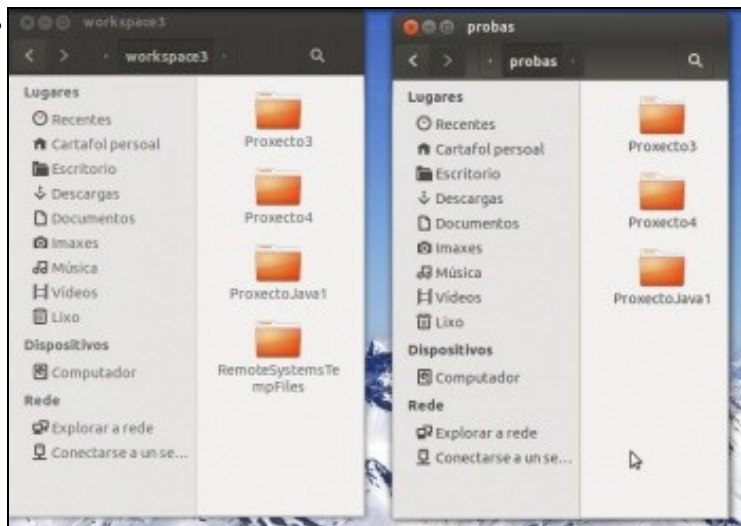 workspace3
workspace3
Lugares
Recentes
Cartafol persoal
Escritorio
Descargas
Documentos
Imaxes
Música
Vídeos
Lixo
Dispositivos
Computador
Rede
Explorar a rede
Conectarse a un se...
Proxecto3
Proxecto4
ProxectoJava1
RemoteSystemsTe
mpFiles
probas
probas
Lugares
Recentes
Cartafol persoal
Escritorio
Descargas
Documentos
Imaxes
Música
Vídeos
Lixo
Dispositivos
Computador
Rede
Explorar a rede
Conectarse a un se...
Proxecto3
Proxecto4
ProxectoJava1